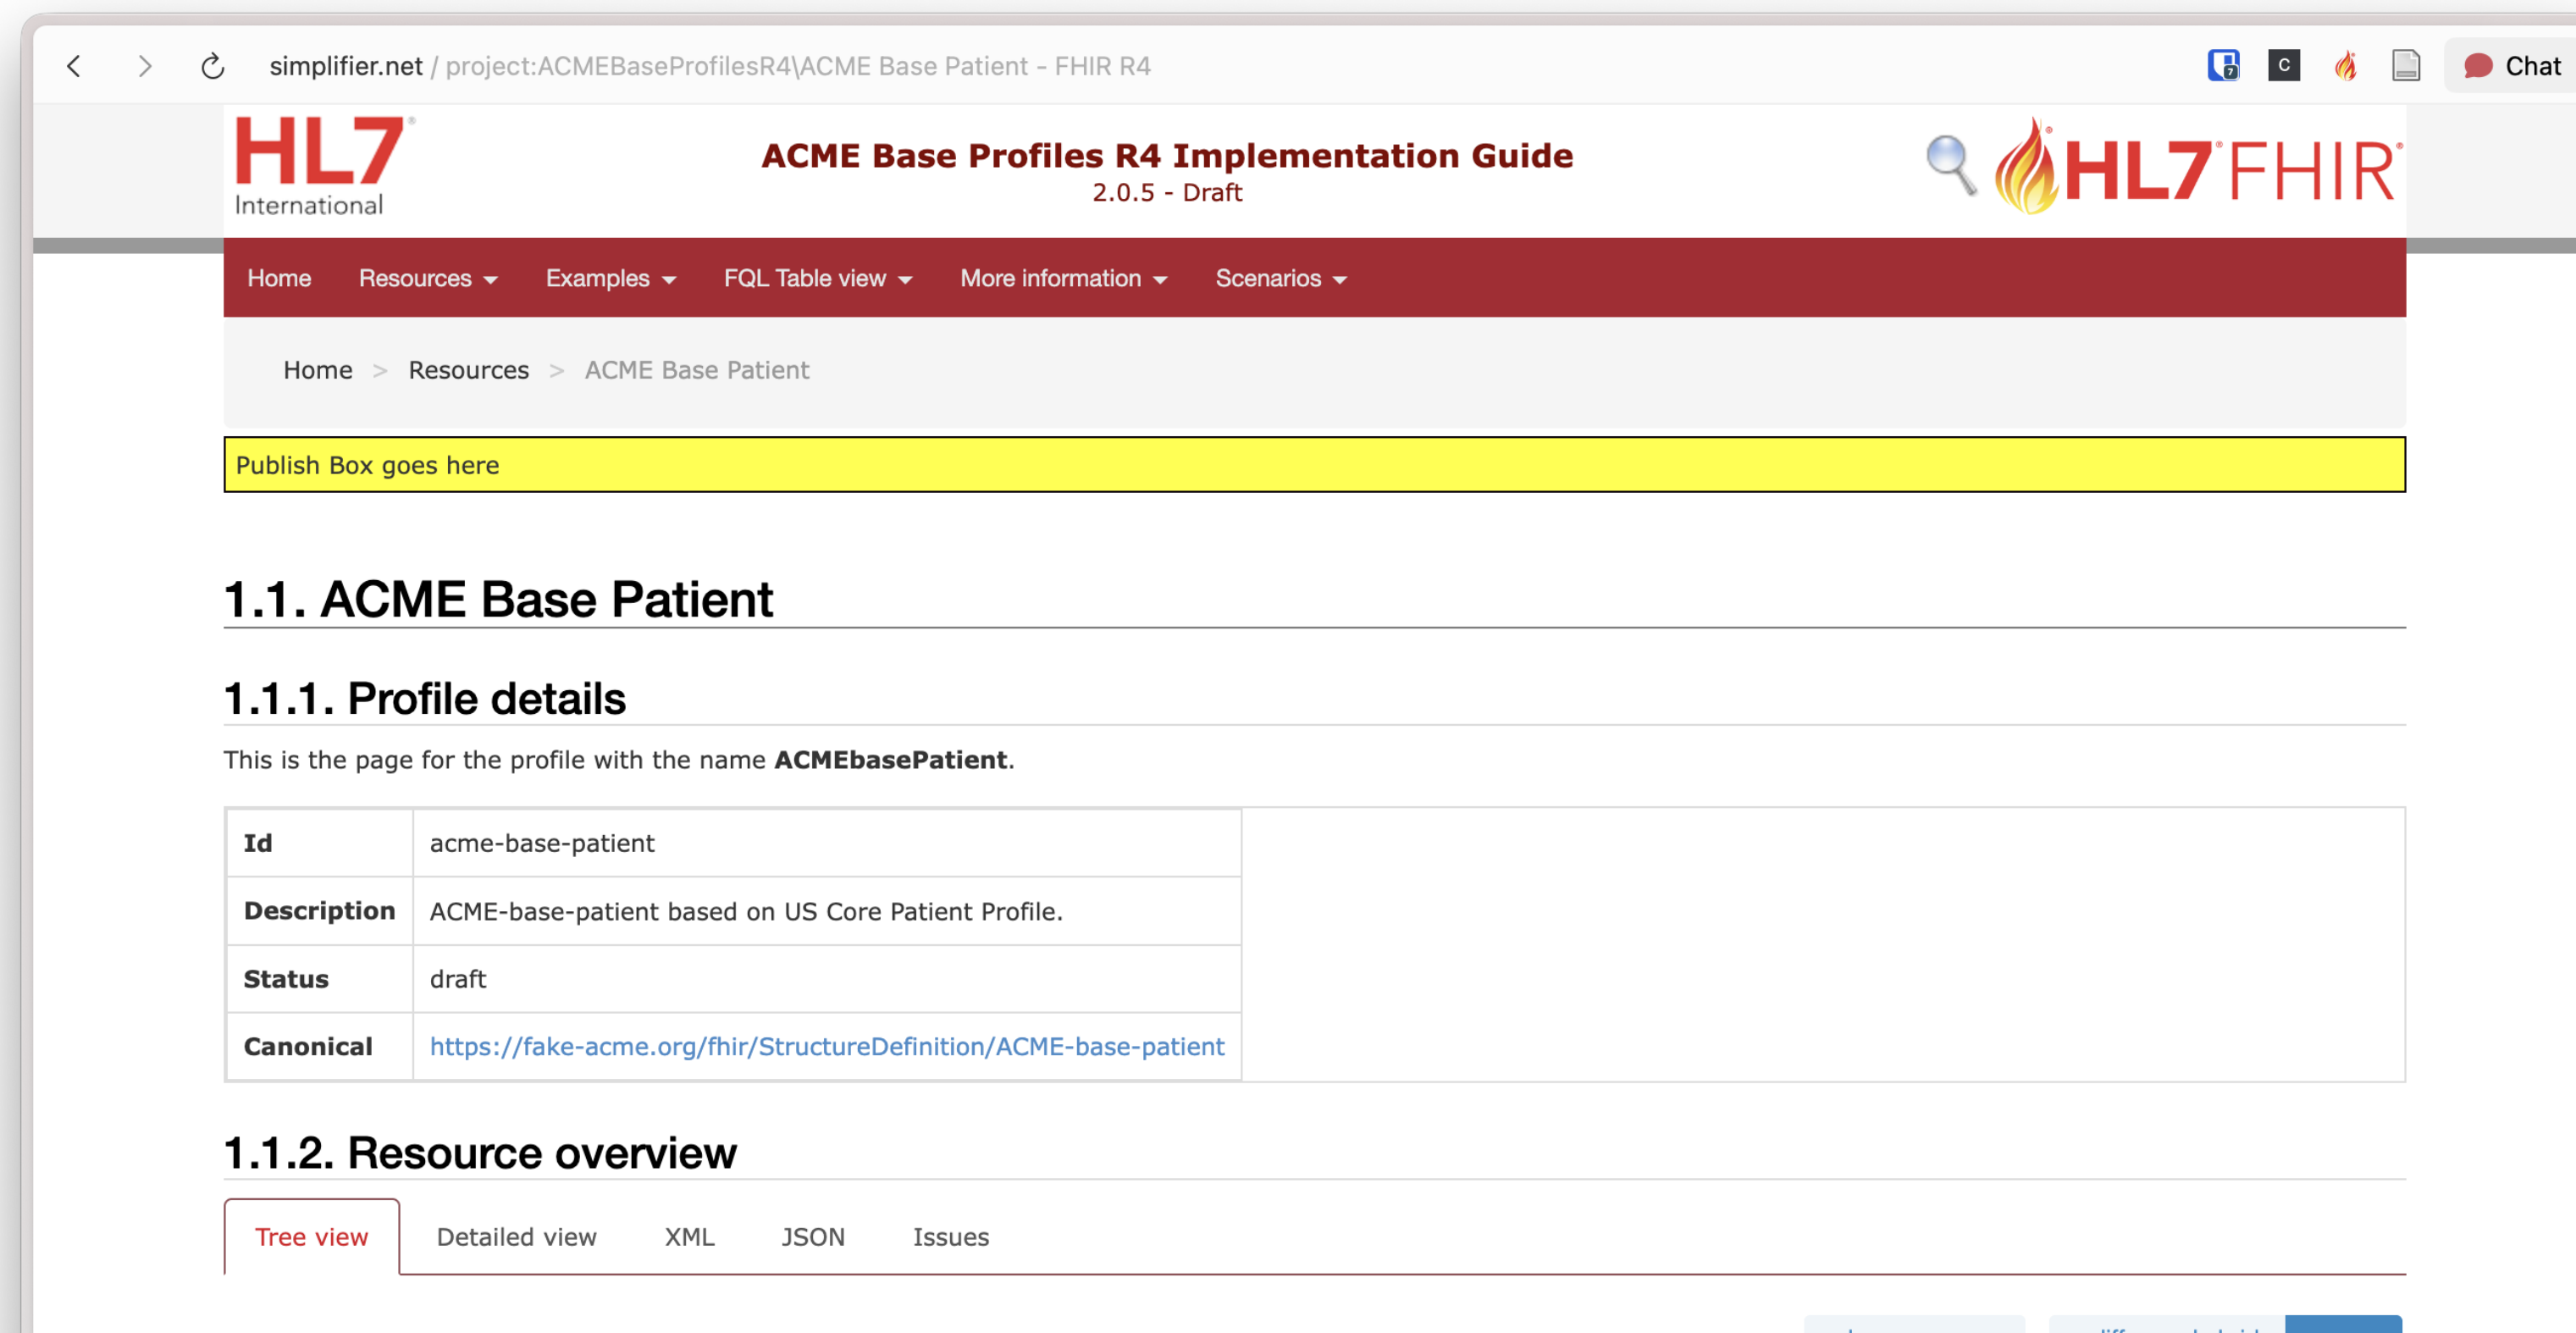 simplifier.net / project:ACMEBaseProfilesR4\ACME Base Patient - FHIR R4
7
C
Chat
HL7®
International
ACME Base Profiles R4 Implementation Guide
2.0.5 - Draft
HL7® FHIR®
Home Resources Examples FQL Table view More information Scenarios
Home > Resources > ACME Base Patient
Publish Box goes here
1.1. ACME Base Patient
1.1.1. Profile details
This is the page for the profile with the name ACMEbasePatient.
Id acme-base-patient
Description ACME-base-patient based on US Core Patient Profile.
Status draft
Canonical https://fake-acme.org/fhir/StructureDefinition/ACME-base-patient
1.1.2. Resource overview
Tree view Detailed view XML JSON Issues